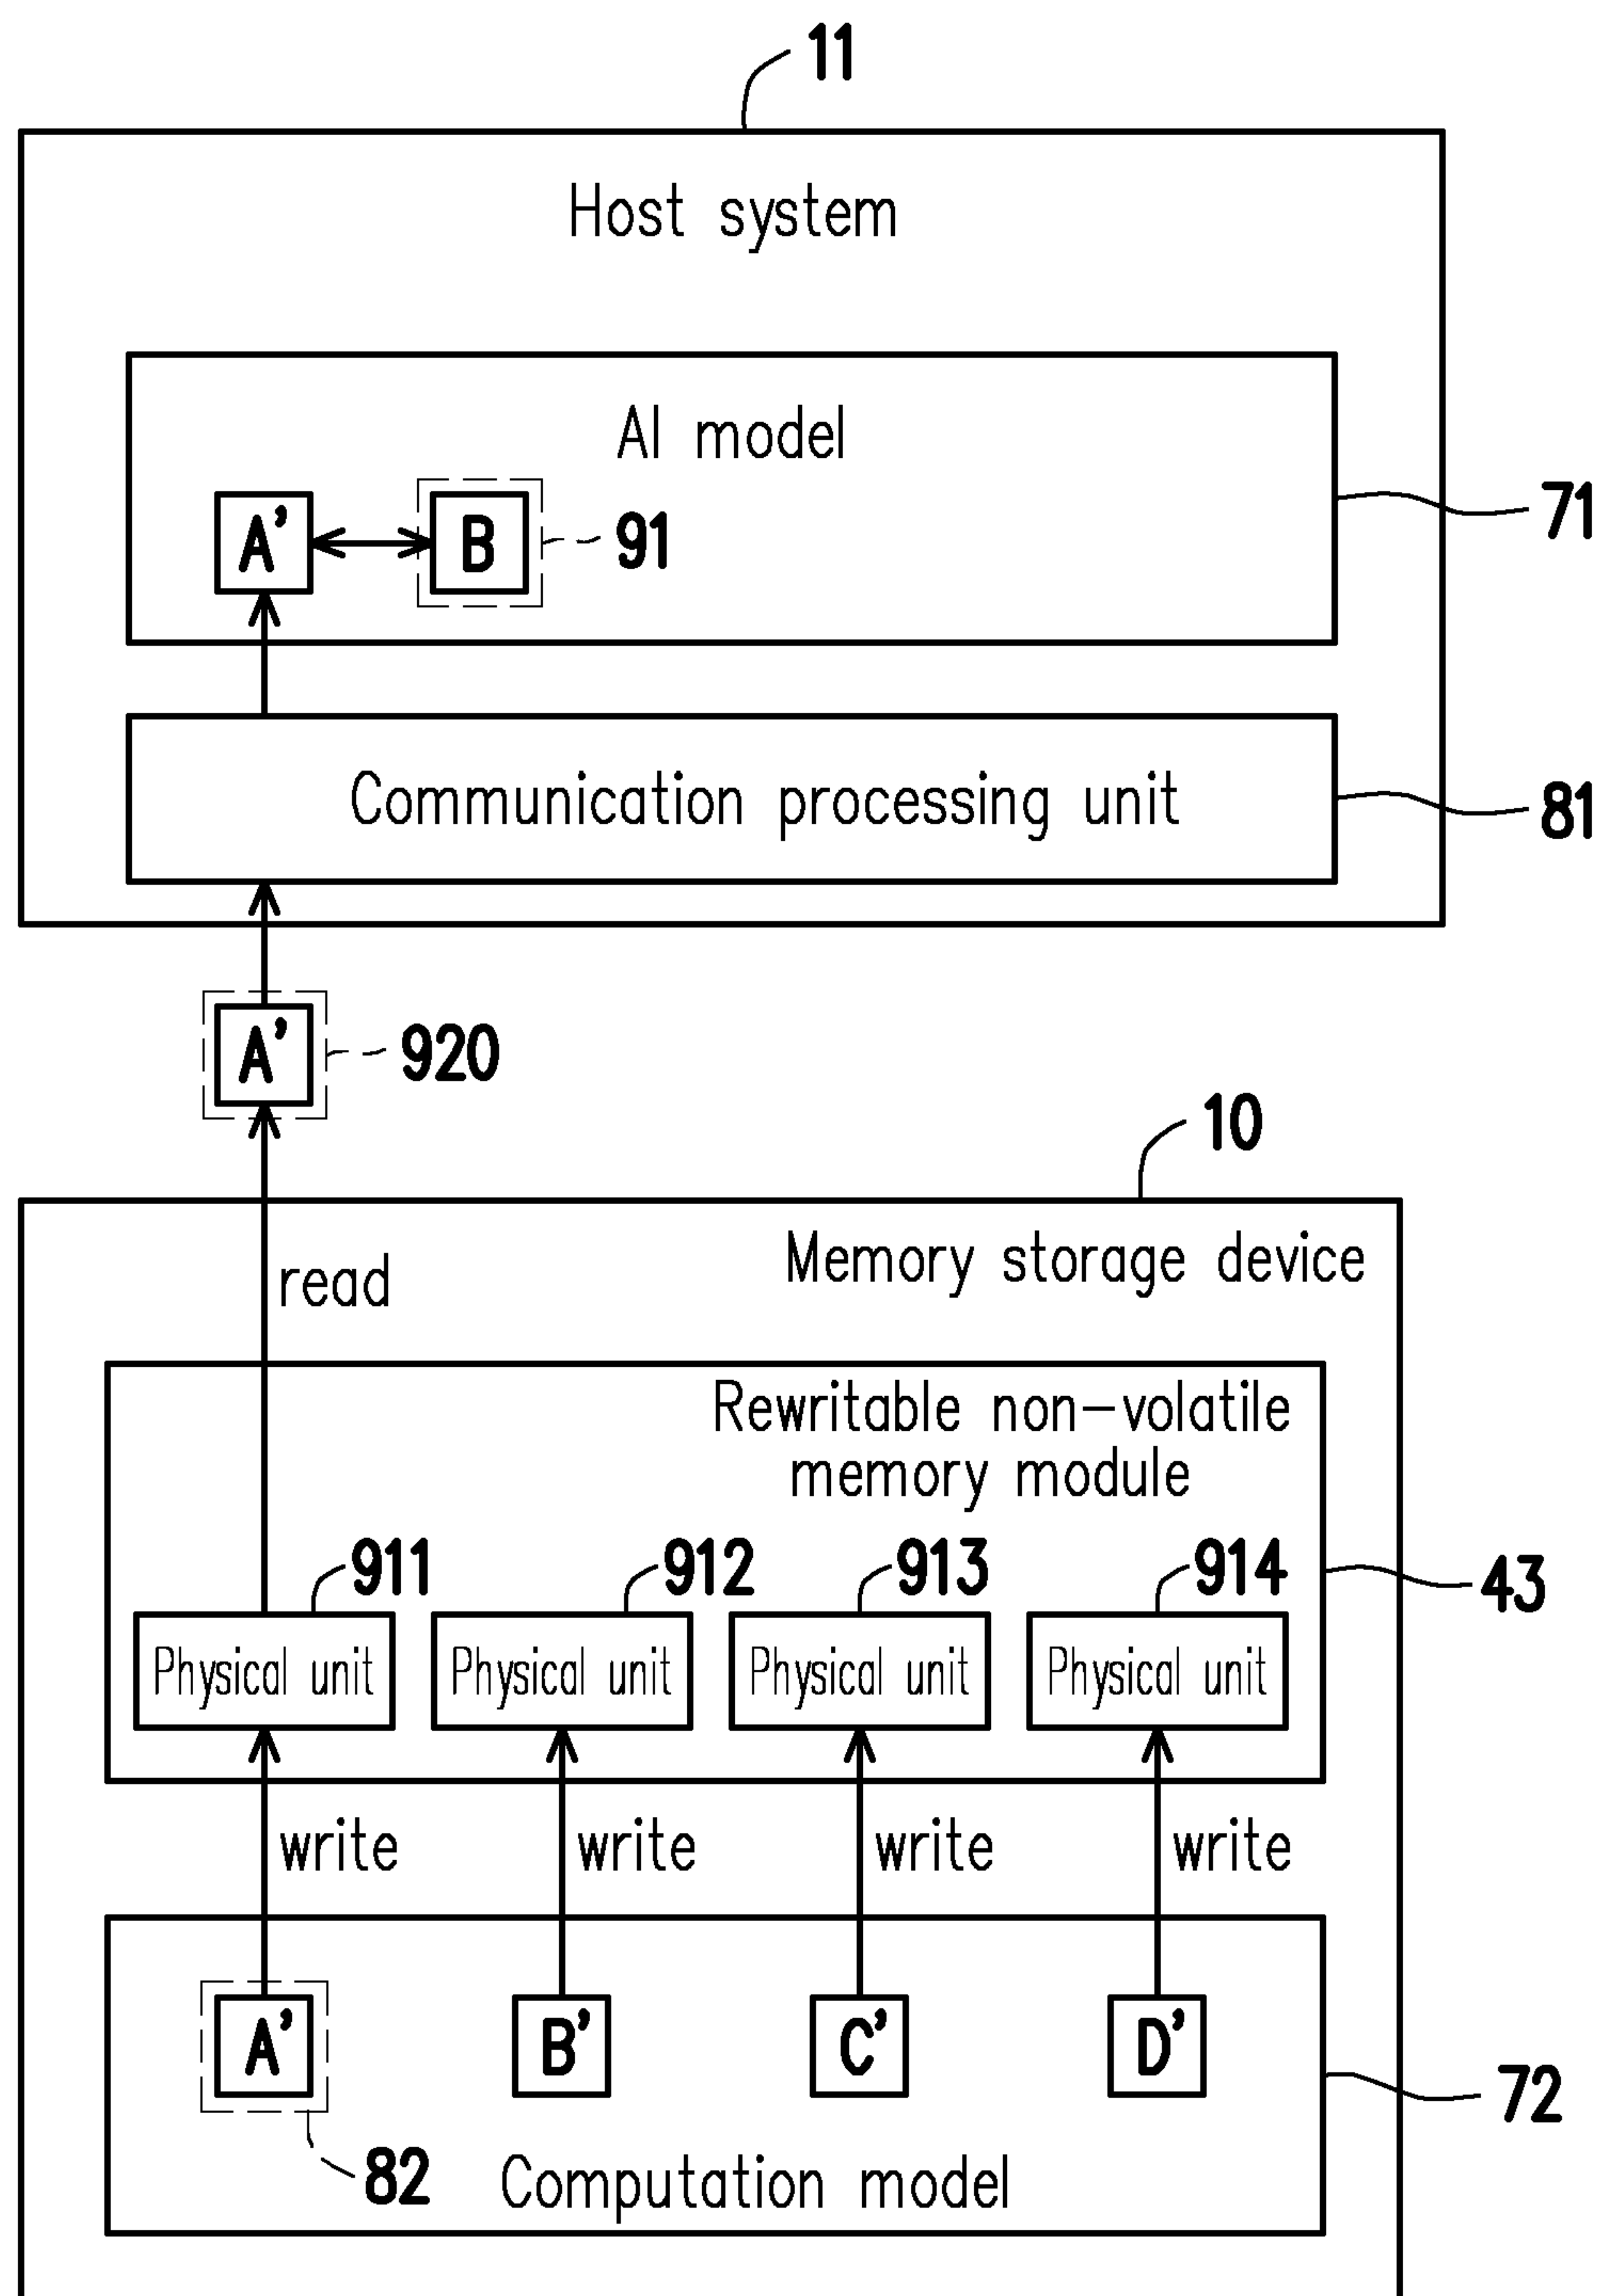 11
Host system
AI model
A' B 91
71
Communication processing unit
81
A' 920
10
Memory storage device
read
Rewritable non-volatile
memory module
911 912 913 914
43
Physical unit Physical unit Physical unit Physical unit
write write write write
A' B' C' D'
72
82
Computation model